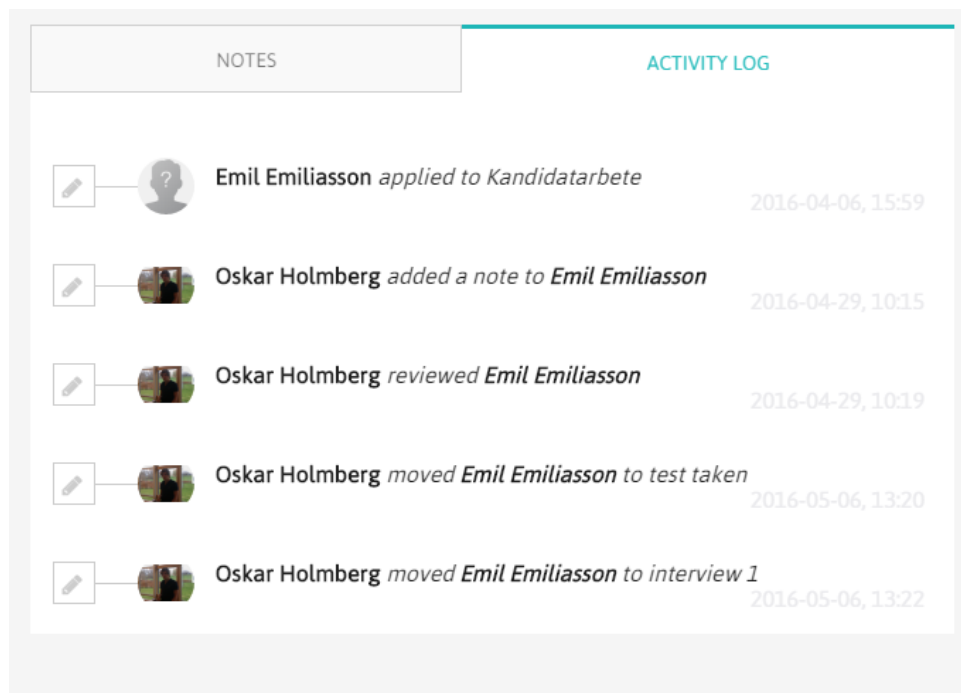 NOTES
ACTIVITY LOG
?
Emil Emiliasson applied to Kandidatarbete
2016-04-06, 15:59
Oskar Holmberg added a note to Emil Emiliasson
2016-04-29, 10:15
Oskar Holmberg reviewed Emil Emiliasson
2016-04-29, 10:19
Oskar Holmberg moved Emil Emiliasson to test taken
2016-05-06, 13:20
Oskar Holmberg moved Emil Emiliasson to interview 1
2016-05-06, 13:22